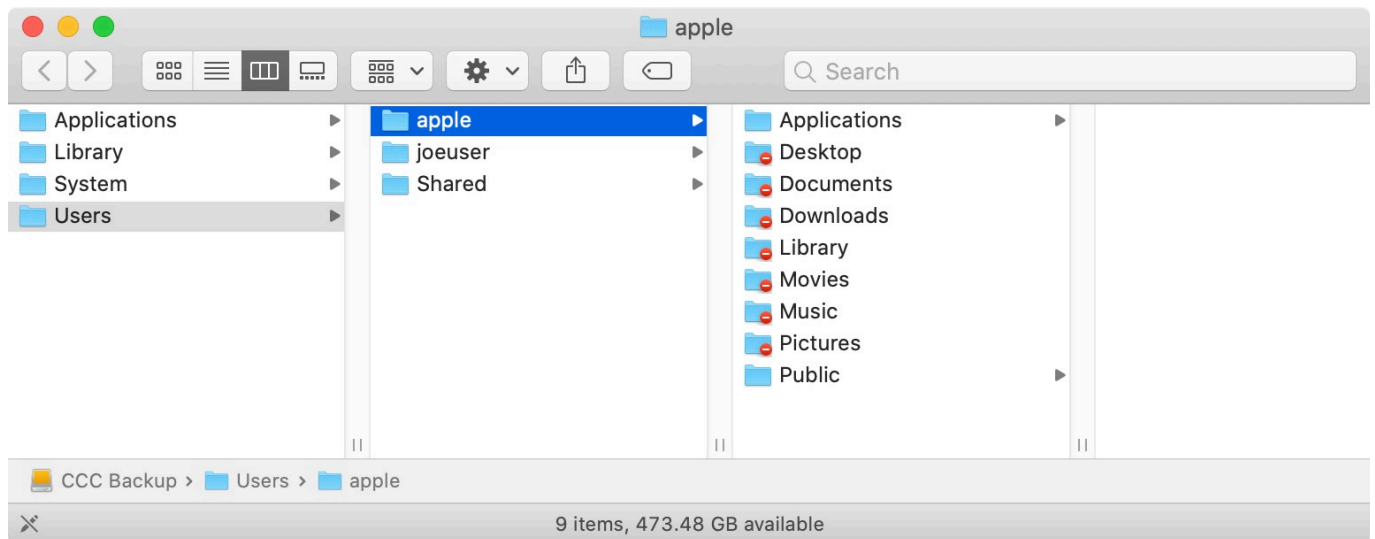 apple
Search
Applications apple Applications
Library joeuser Desktop
System Shared Documents
Users Downloads
Library
Movies
Music
Pictures
Public
CCC Backup › Users › apple
9 items, 473.48 GB available